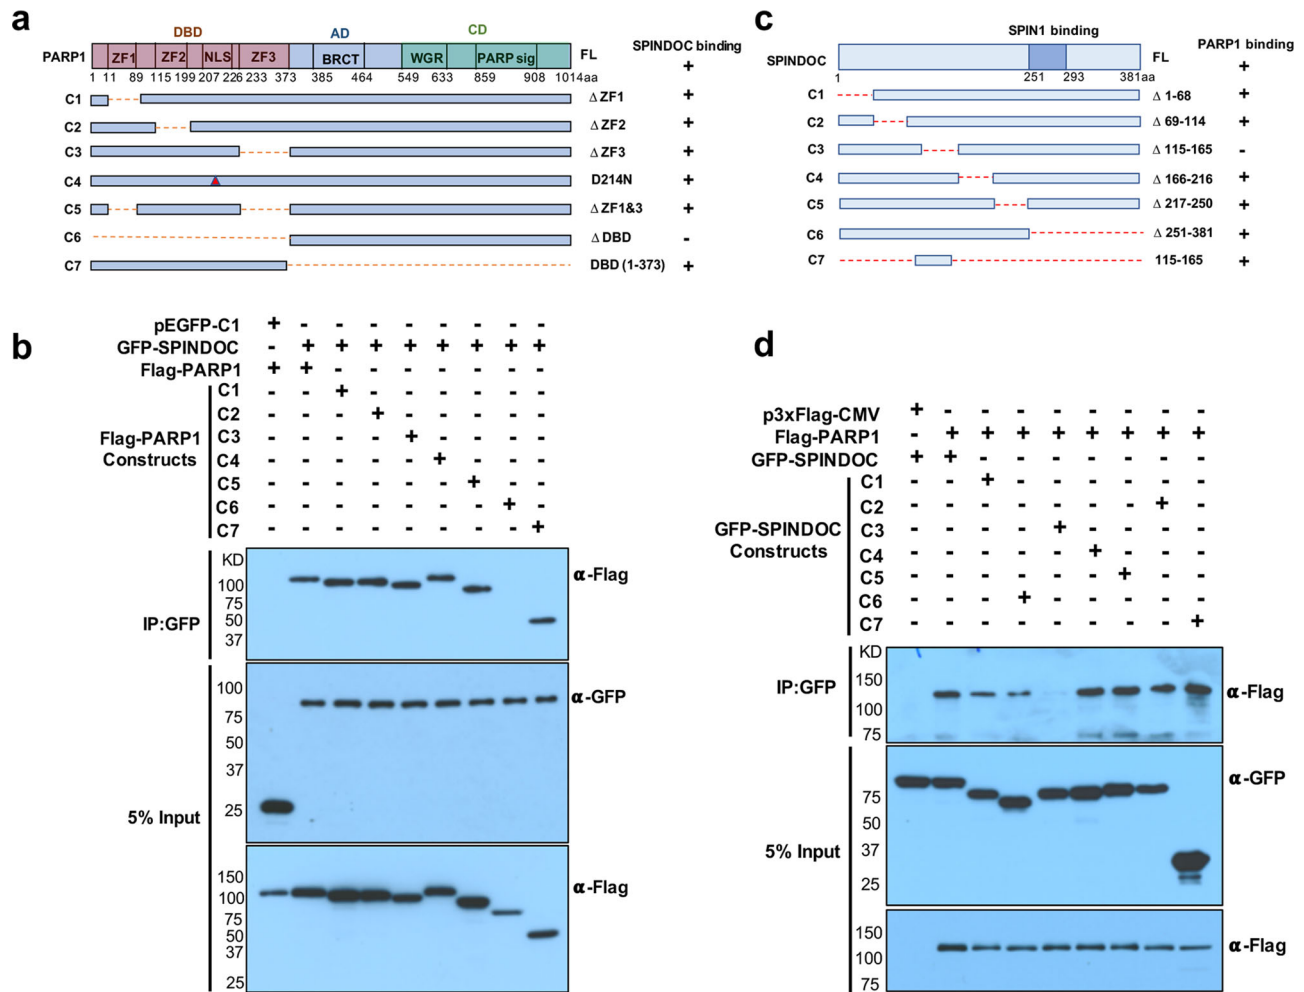 a
DBD AD CD
SPINDOC binding
PARP1 ZF1 ZF2 NLS ZF3 BRCT WGR PARP sig FL +
1 11 89 115 199 207 226 233 373 385 464 549 633 859 908 1014aa
C1 Δ ZF1 +
C2 Δ ZF2 +
C3 Δ ZF3 +
C4 D214N +
C5 Δ ZF1&3 +
C6 Δ DBD -
C7 DBD (1-373) +
b
pEGFP-C1 + - - - - - - - -
GFP-SPINDOC - + + + + + + + +
Flag-PARP1 + + - - - - - - -
Flag-PARP1
Constructs
C1 - - + - - - - - -
C2 - - - + - - - - -
C3 - - - - + - - - -
C4 - - - - - + - - -
C5 - - - - - - + - -
C6 - - - - - - - + -
C7 - - - - - - - - +
IP:GFP
KD
100
75
50
37
α-Flag
5% Input
100
75
50
37
25
α-GFP
150
100
75
50
37
25
α-Flag
c
SPIN1 binding
PARP1 binding
SPINDOC FL +
1 251 293 381aa
C1 Δ 1-68 +
C2 Δ 69-114 +
C3 Δ 115-165 -
C4 Δ 166-216 +
C5 Δ 217-250 +
C6 Δ 251-381 +
C7 115-165 +
d
p3xFlag-CMV + - - - - - - - -
Flag-PARP1 - + + + + + + + +
GFP-SPINDOC + + - - - - - - -
GFP-SPINDOC
Constructs
C1 - - + - - - - - -
C2 - - - - - - - + -
C3 - - - - + - - - -
C4 - - - - - + - - -
C5 - - - - - - + - -
C6 - - - + - - - - -
C7 - - - - - - - - +
IP:GFP
KD
150
100
75
α-Flag
5% Input
75
50
37
25
α-GFP
150
100
75
α-Flag